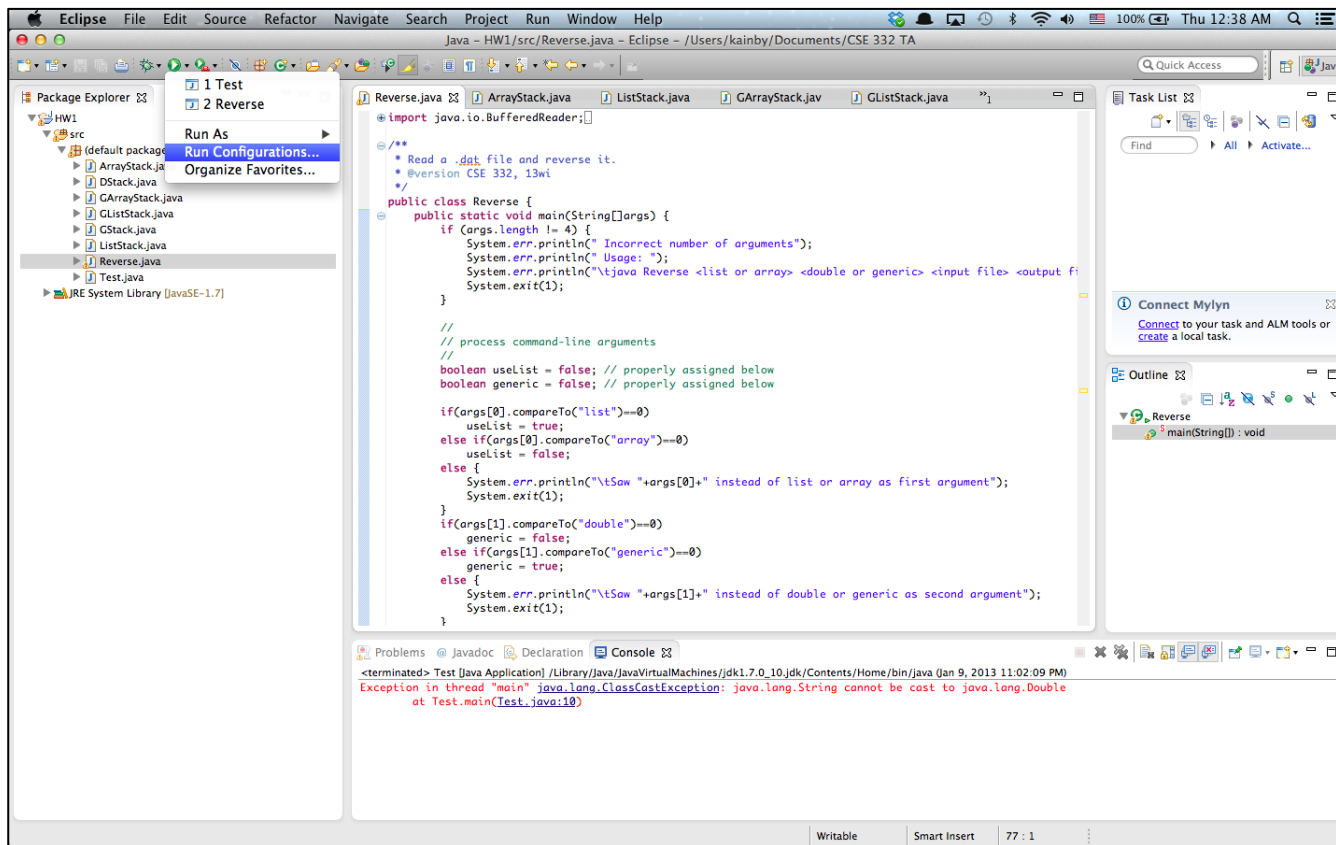 Eclipse File Edit Source Refactor Navigate Search Project Run Window Help 100% Thu 12:38 AM
Java – HW1/src/Reverse.java – Eclipse – /Users/kainby/Documents/CSE 332 TA
Quick Access
Jav
1 Test
2 Reverse
Run As
Run Configurations...
Organize Favorites...
Package Explorer
HW1
src
(default package
ArrayStack.ja
DStack.java
GArrayStack.java
GListStack.java
GStack.java
ListStack.java
Reverse.java
Test.java
JRE System Library [JavaSE-1.7]
Reverse.java ArrayStack.java ListStack.java GArrayStack.jav GListStack.java »1
import java.io.BufferedReader;
/**
* Read a .dat file and reverse it.
* @version CSE 332, 13wi
*/
public class Reverse {
public static void main(String[]args) {
if (args.length != 4) {
System.err.println(" Incorrect number of arguments");
System.err.println(" Usage: ");
System.err.println("\tjava Reverse <list or array> <double or generic> <input file> <output fi
System.exit(1);
}
//
// process command-line arguments
//
boolean useList = false; // properly assigned below
boolean generic = false; // properly assigned below
if(args[0].compareTo("list")==0)
useList = true;
else if(args[0].compareTo("array")==0)
useList = false;
else {
System.err.println("\tSaw "+args[0]+" instead of list or array as first argument");
System.exit(1);
}
if(args[1].compareTo("double")==0)
generic = false;
else if(args[1].compareTo("generic")==0)
generic = true;
else {
System.err.println("\tSaw "+args[1]+" instead of double or generic as second argument");
System.exit(1);
}
Task List
Find All Activate...
Connect Mylyn
Connect to your task and ALM tools or
create a local task.
Outline
Reverse
main(String[]) : void
Problems @ Javadoc Declaration Console
<terminated> Test [Java Application] /Library/Java/JavaVirtualMachines/jdk1.7.0_10.jdk/Contents/Home/bin/java (Jan 9, 2013 11:02:09 PM)
Exception in thread "main" java.lang.ClassCastException: java.lang.String cannot be cast to java.lang.Double
at Test.main(Test.java:10)
Writable Smart Insert 77 : 1